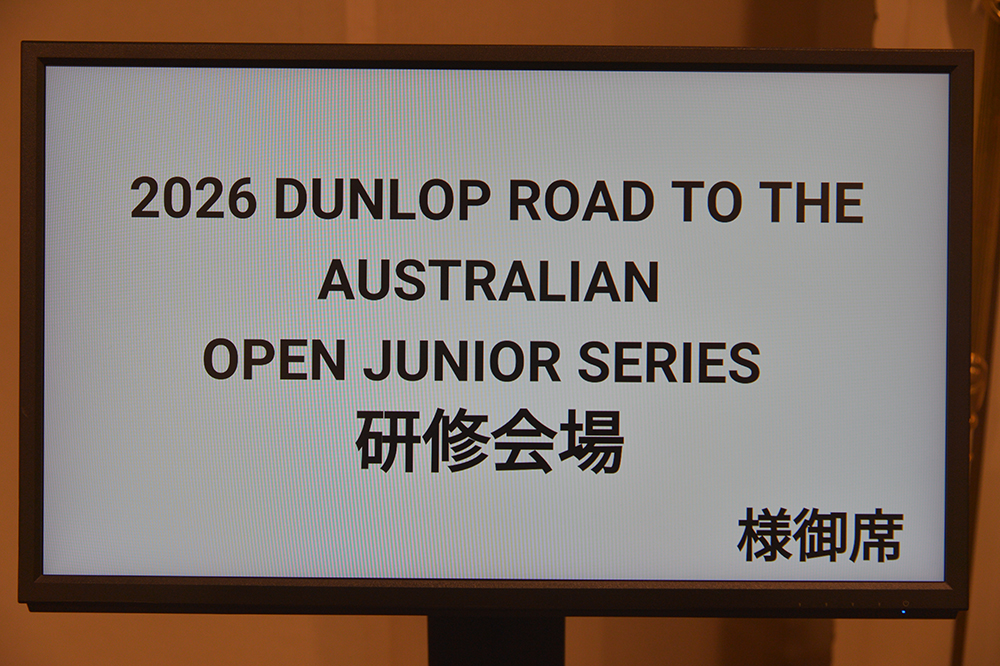 2026 DUNLOP ROAD TO THE
AUSTRALIAN
OPEN JUNIOR SERIES
研修会場
様御席